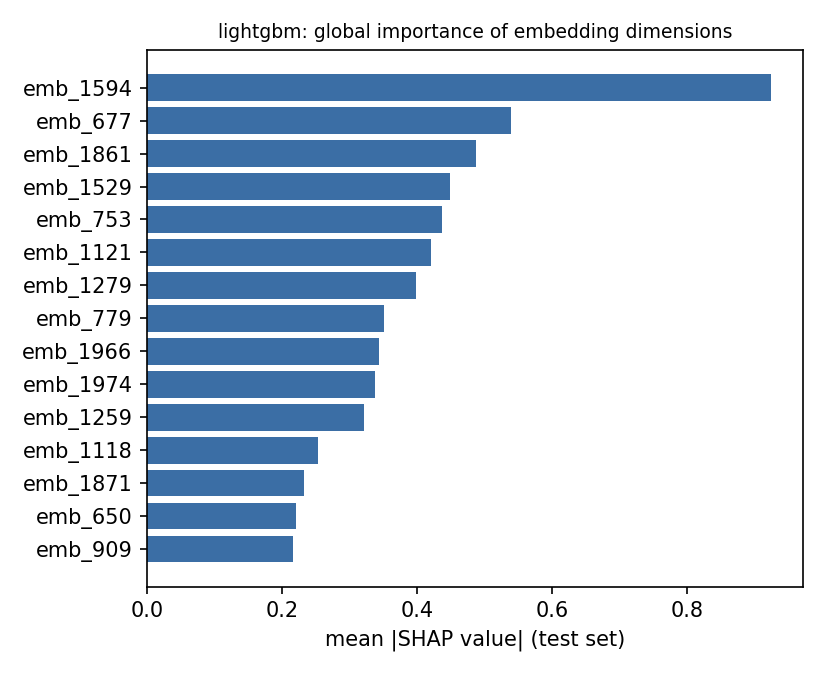 lightgbm: global importance of embedding dimensions
emb_1594
emb_677
emb_1861
emb_1529
emb_753
emb_1121
emb_1279
emb_779
emb_1966
emb_1974
emb_1259
emb_1118
emb_1871
emb_650
emb_909
0.0 0.2 0.4 0.6 0.8
mean |SHAP value| (test set)